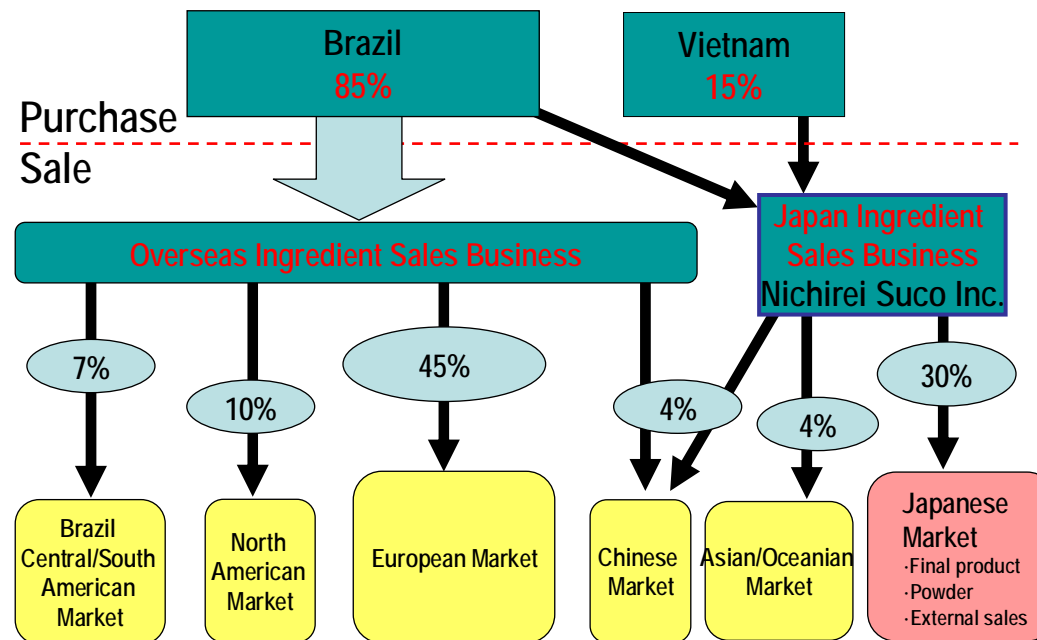 Brazil
85%
Vietnam
15%
Purchase
Sale
Overseas Ingredient Sales Business
Japan Ingredient
Sales Business
Nichirei Suco Inc.
7%
10%
45%
4%
4%
30%
Brazil
Central/South
American
Market
North
American
Market
European Market
Chinese
Market
Asian/Oceanian
Market
Japanese
Market
·Final product
·Powder
·External sales